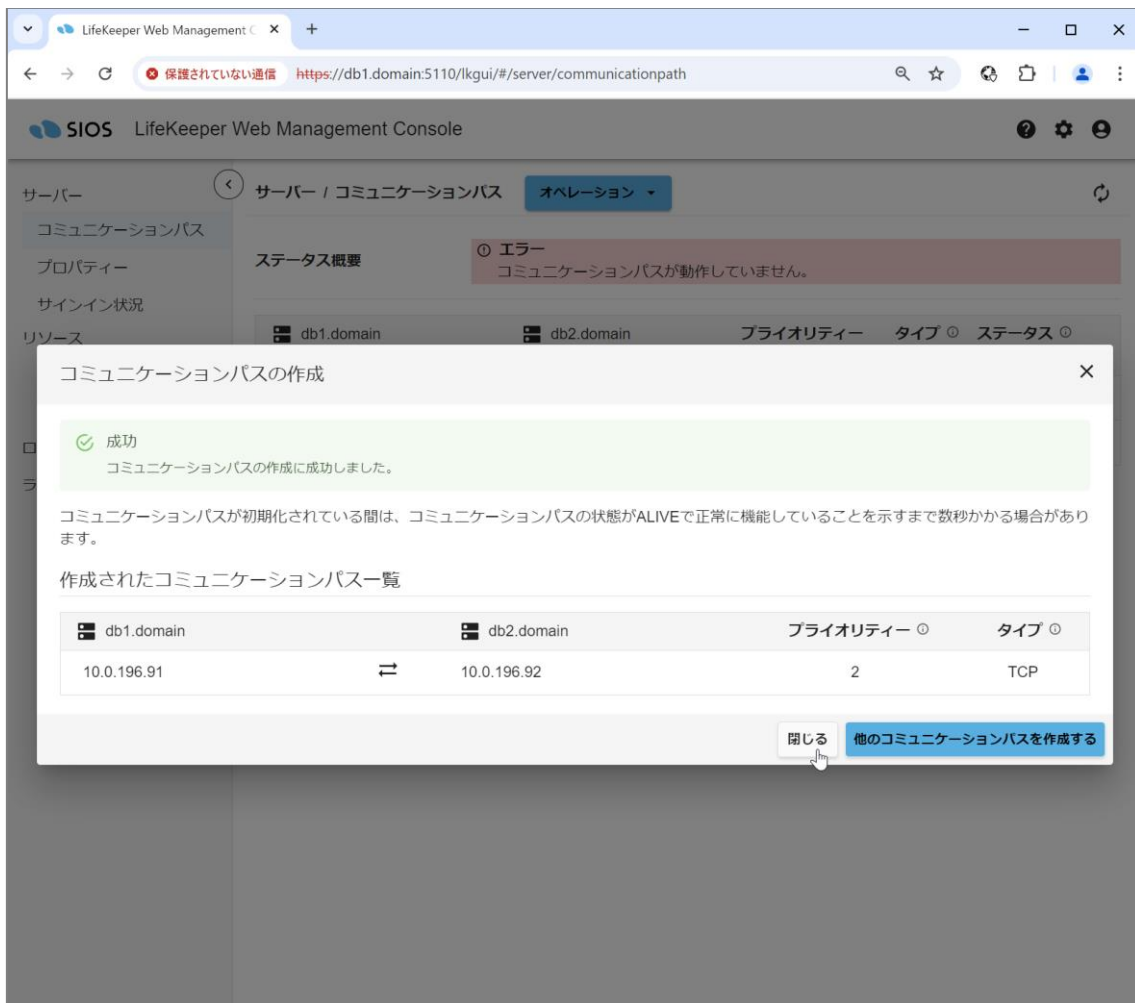 LifeKeeper Web Management C
保護されていない通信 https://db1.domain:5110/lkgui/#/server/communicationpath
SIOS LifeKeeper Web Management Console
サーバー
サーバー / コミュニケーションパス オペレーション
コミュニケーションパス
プロパティー
ステータス概要
エラー
コミュニケーションパスが動作していません。
サインイン状況
リソース
db1.domain db2.domain プライオリティー タイプ ステータス
コミュニケーションパスの作成
成功
コミュニケーションパスの作成に成功しました。
コミュニケーションパスが初期化されている間は、コミュニケーションパスの状態がALIVEで正常に機能していることを示すまで数秒かかる場合があり
ます。
作成されたコミュニケーションパス一覧
db1.domain db2.domain プライオリティー タイプ
10.0.196.91 10.0.196.92 2 TCP
閉じる 他のコミュニケーションパスを作成する